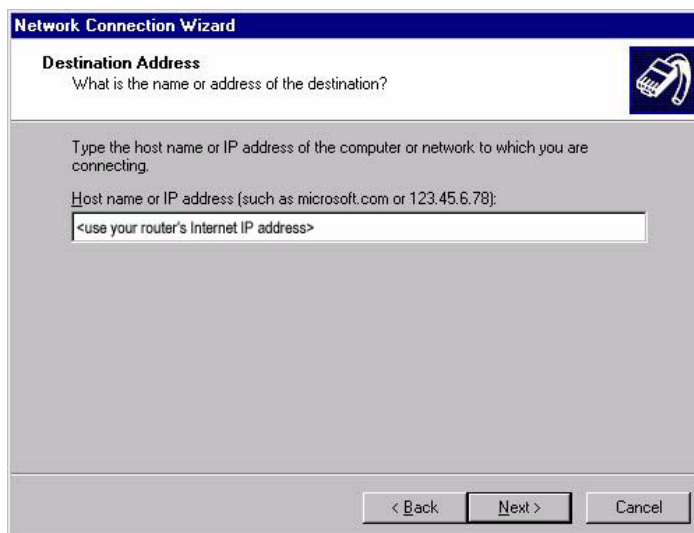 Network Connection Wizard
Destination Address
What is the name or address of the destination?
Type the host name or IP address of the computer or network to which you are
connecting.
Host name or IP address (such as microsoft.com or 123.45.6.78):
<use your router's Internet IP address>
< Back
Next >
Cancel